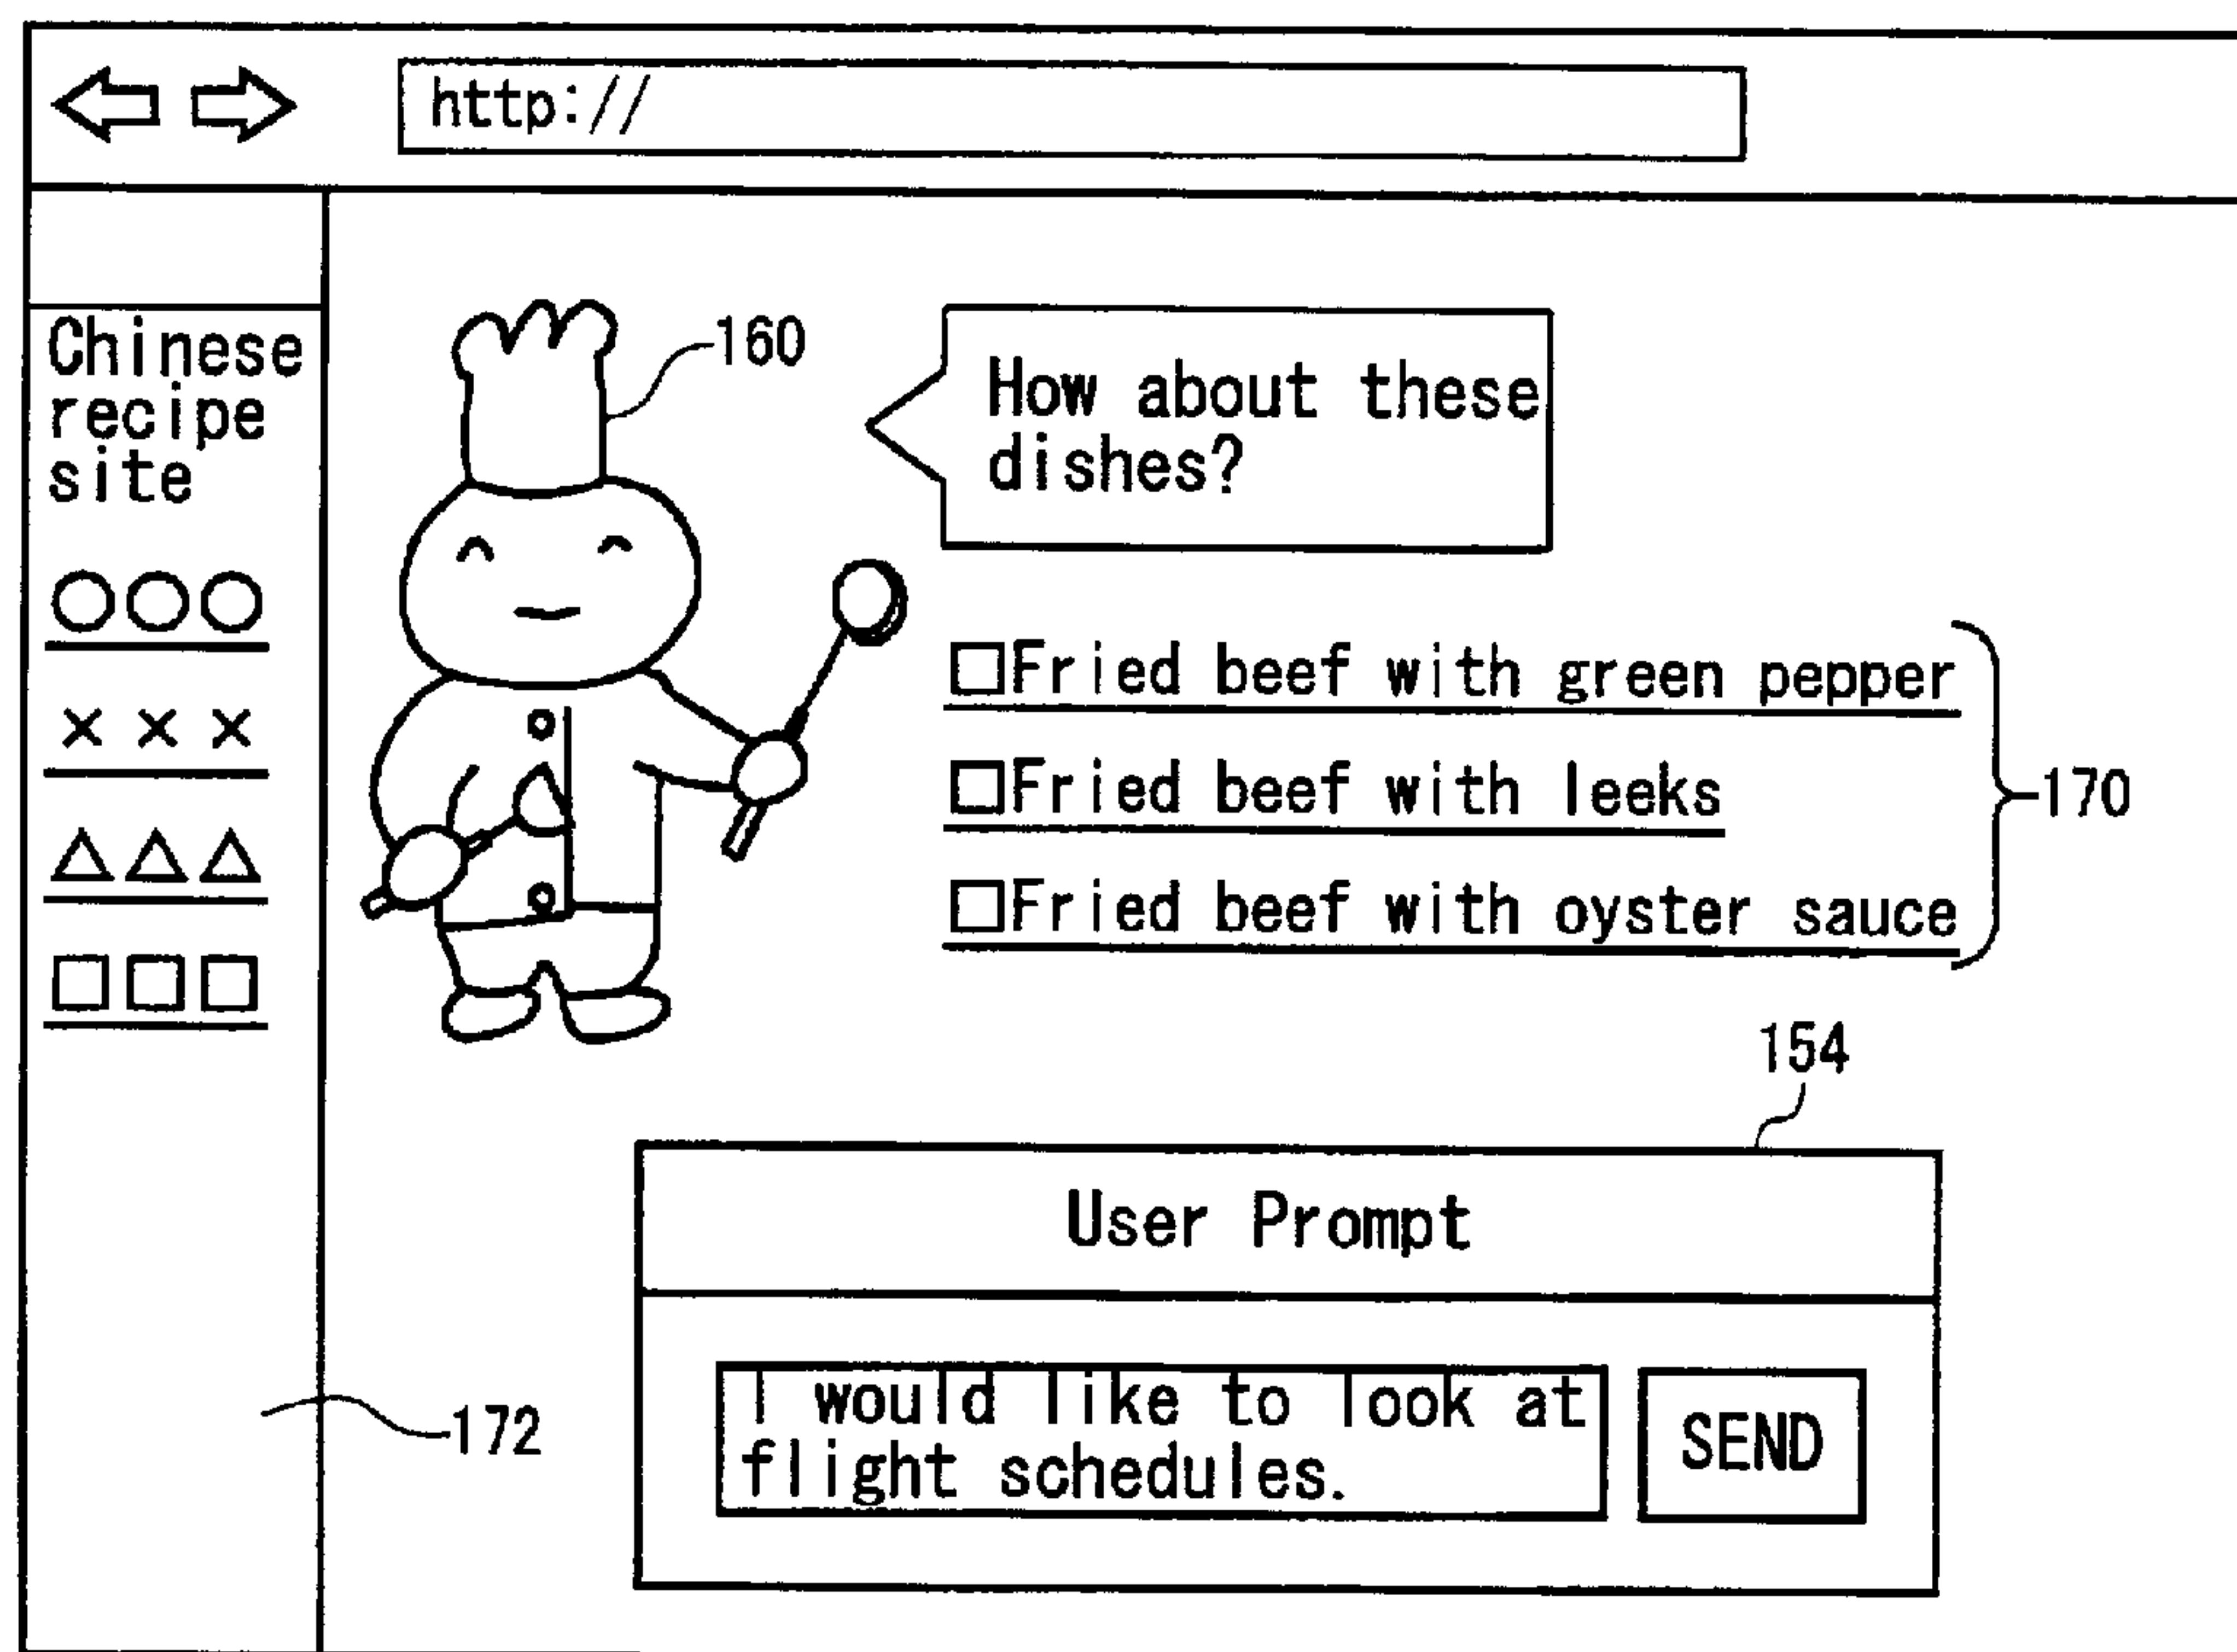 http://
Chinese
recipe
site
○○○
×××
△△△
□□□
160
How about these
dishes?
□Fried beef with green pepper
□Fried beef with leeks
□Fried beef with oyster sauce
170
154
User Prompt
I would like to look at
flight schedules.
SEND
172